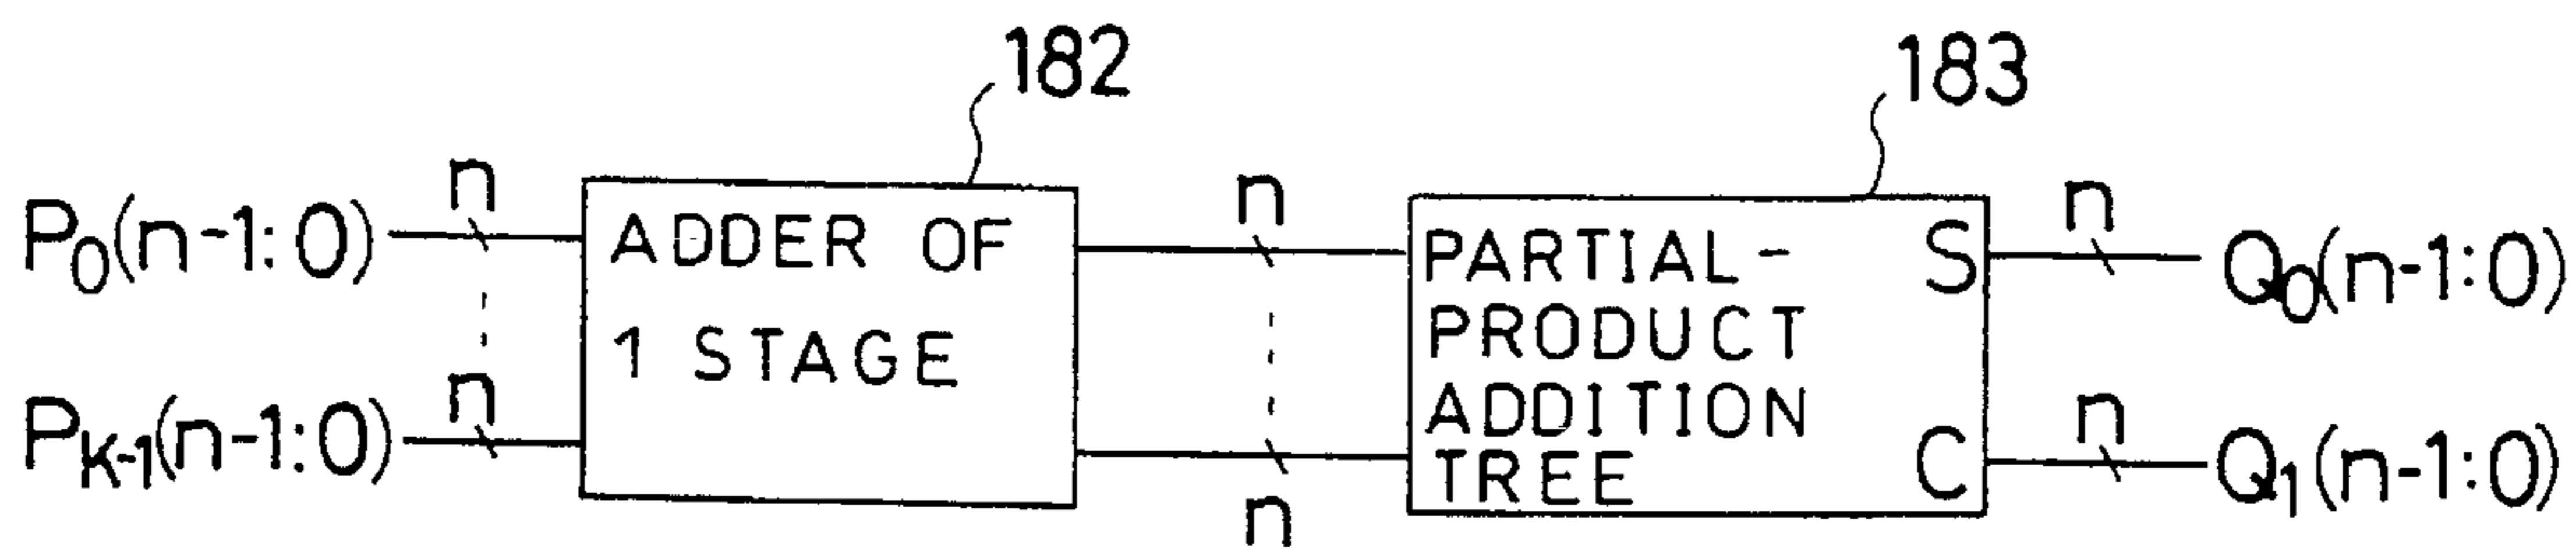 182
183
n
n
n
P₀(n-1:0)
ADDER OF
1 STAGE
PARTIAL-
PRODUCT
ADDITION
TREE
S
Q₀(n-1:0)
n
n
Pₖ₋₁(n-1:0)
C
Q₁(n-1:0)
n